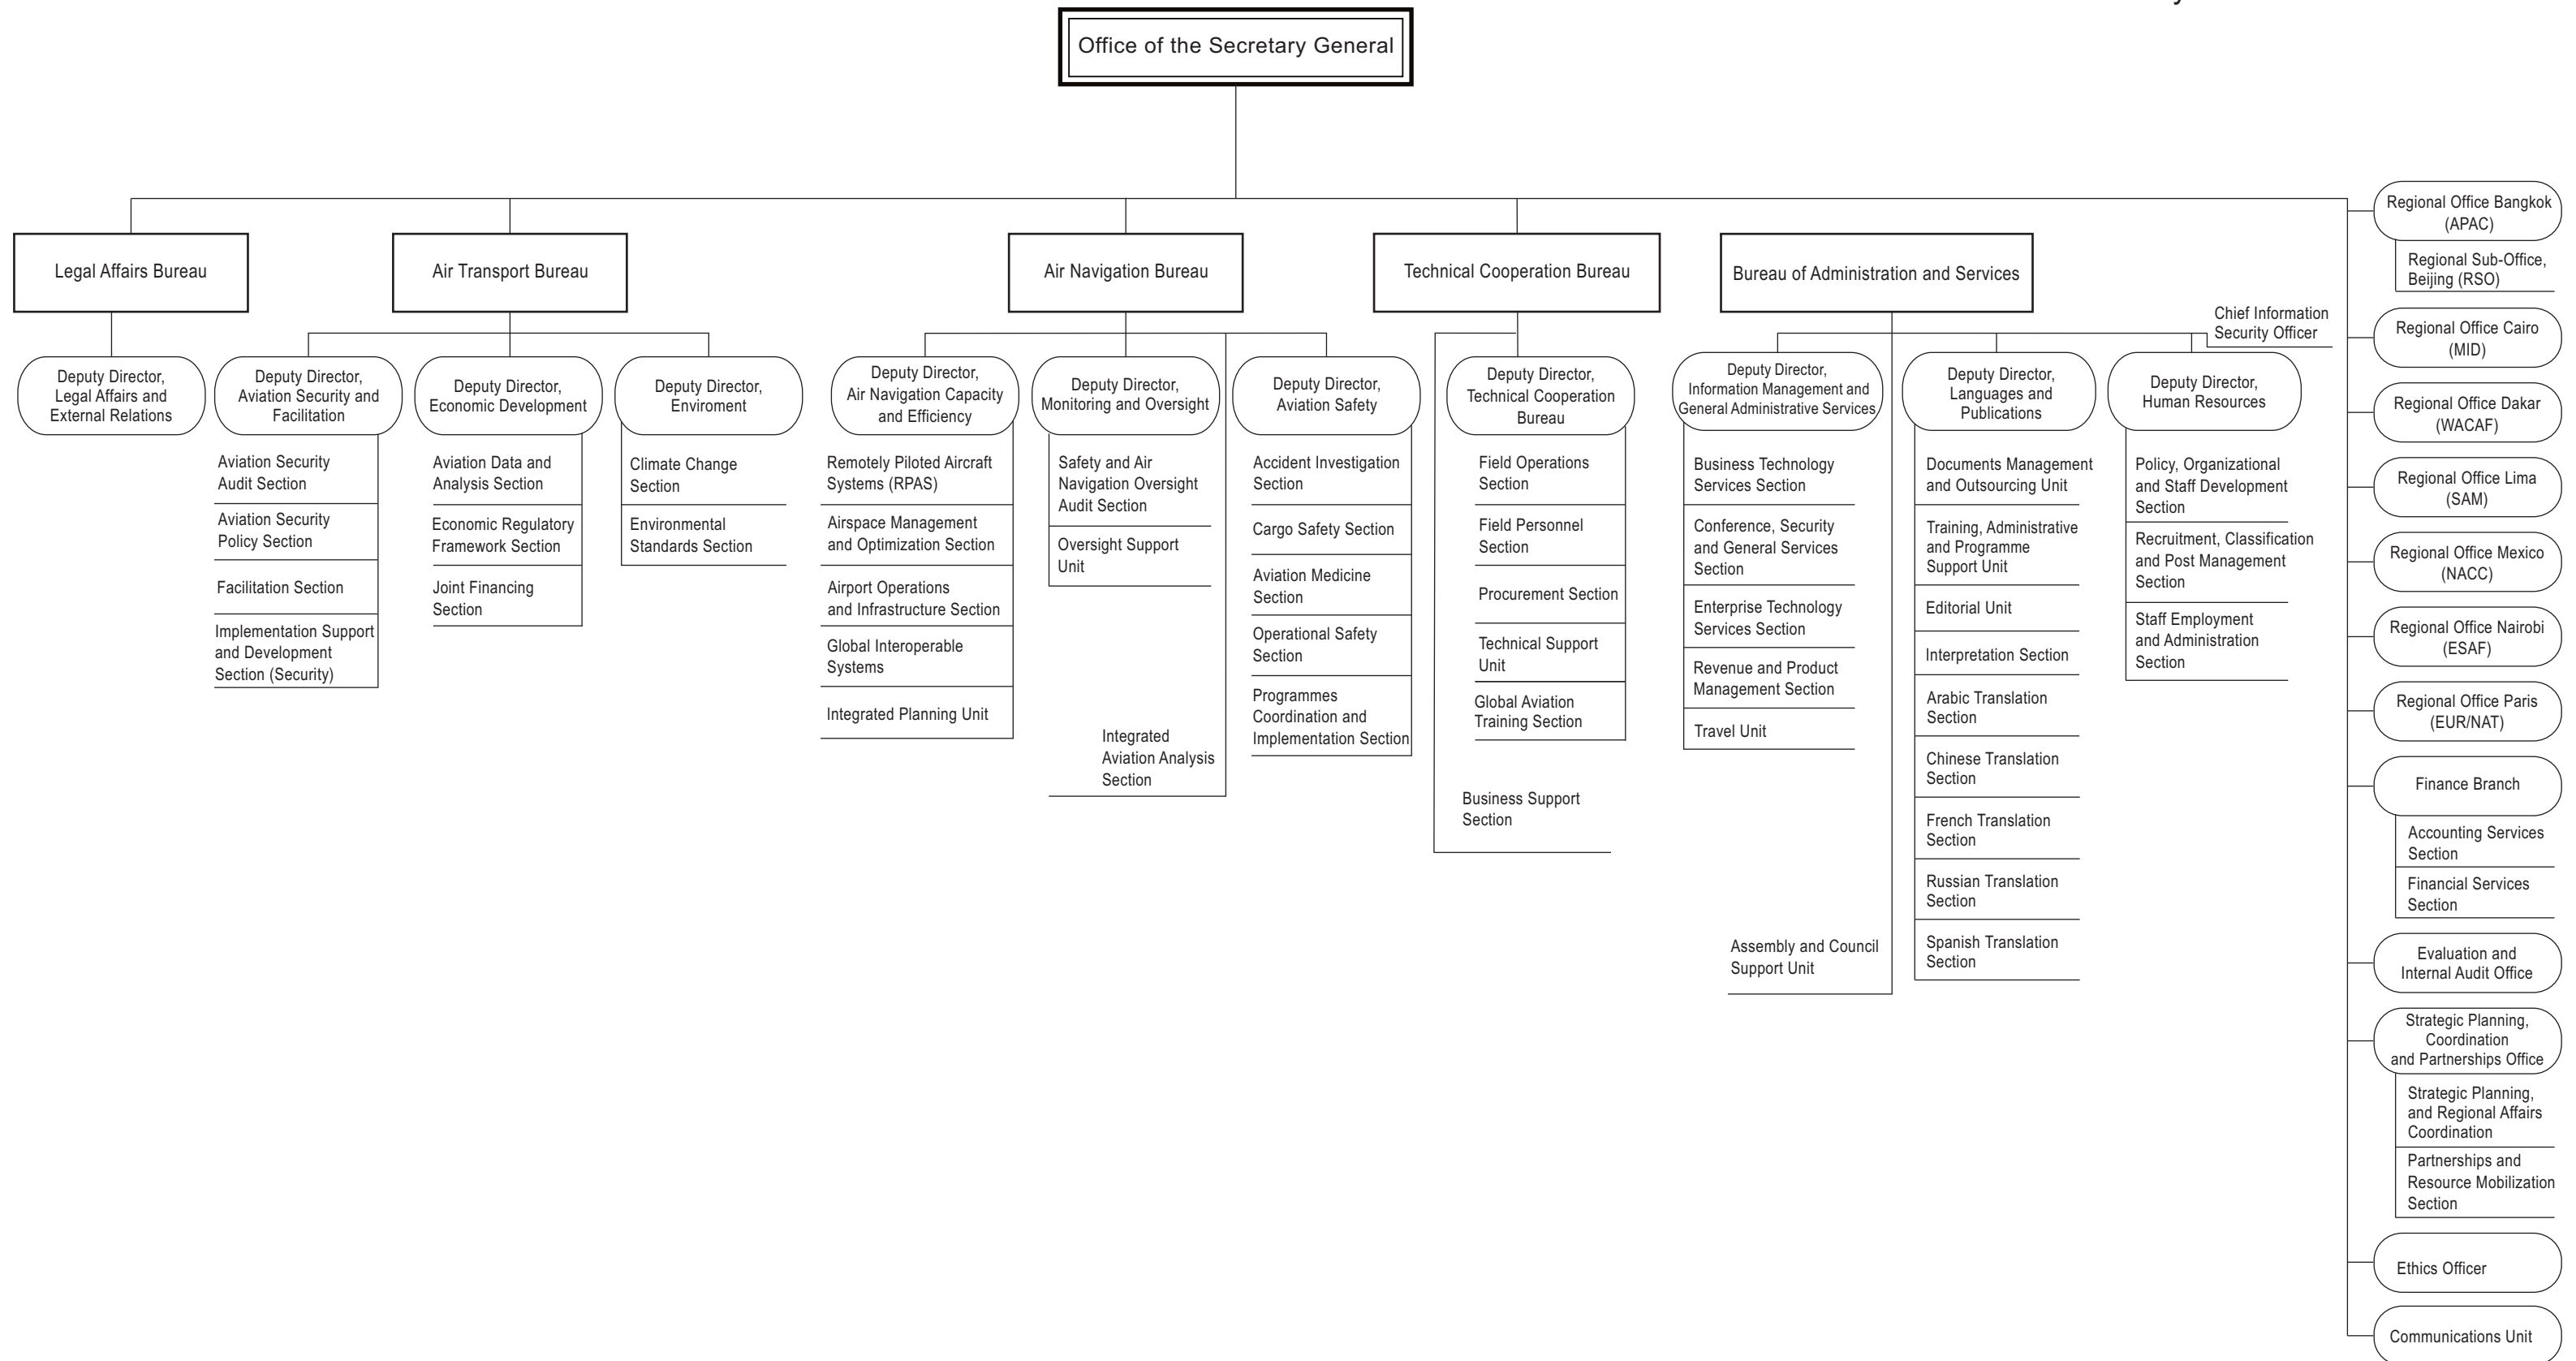 Office of the Secretary General
Legal Affairs Bureau
Air Transport Bureau
Air Navigation Bureau
Technical Cooperation Bureau
Bureau of Administration and Services
Chief Information
Security Officer
Deputy Director,
Legal Affairs and
External Relations
Deputy Director,
Aviation Security and
Facilitation
Aviation Security
Audit Section
Aviation Security
Policy Section
Facilitation Section
Implementation Support
and Development
Section (Security)
Deputy Director,
Economic Development
Aviation Data and
Analysis Section
Economic Regulatory
Framework Section
Joint Financing
Section
Deputy Director,
Enviroment
Climate Change
Section
Environmental
Standards Section
Deputy Director,
Air Navigation Capacity
and Efficiency
Remotely Piloted Aircraft
Systems (RPAS)
Airspace Management
and Optimization Section
Airport Operations
and Infrastructure Section
Global Interoperable
Systems
Integrated Planning Unit
Deputy Director,
Monitoring and Oversight
Safety and Air
Navigation Oversight
Audit Section
Oversight Support
Unit
Integrated
Aviation Analysis
Section
Deputy Director,
Aviation Safety
Accident Investigation
Section
Cargo Safety Section
Aviation Medicine
Section
Operational Safety
Section
Programmes
Coordination and
Implementation Section
Deputy Director,
Technical Cooperation
Bureau
Field Operations
Section
Field Personnel
Section
Procurement Section
Technical Support
Unit
Global Aviation
Training Section
Business Support
Section
Deputy Director,
Information Management and
General Administrative Services
Business Technology
Services Section
Conference, Security
and General Services
Section
Enterprise Technology
Services Section
Revenue and Product
Management Section
Travel Unit
Assembly and Council
Support Unit
Deputy Director,
Languages and
Publications
Documents Management
and Outsourcing Unit
Training, Administrative
and Programme
Support Unit
Editorial Unit
Interpretation Section
Arabic Translation
Section
Chinese Translation
Section
French Translation
Section
Russian Translation
Section
Spanish Translation
Section
Deputy Director,
Human Resources
Policy, Organizational
and Staff Development
Section
Recruitment, Classification
and Post Management
Section
Staff Employment
and Administration
Section
Regional Office Bangkok
(APAC)
Regional Sub-Office,
Beijing (RSO)
Regional Office Cairo
(MID)
Regional Office Dakar
(WACAF)
Regional Office Lima
(SAM)
Regional Office Mexico
(NACC)
Regional Office Nairobi
(ESAF)
Regional Office Paris
(EUR/NAT)
Finance Branch
Accounting Services
Section
Financial Services
Section
Evaluation and
Internal Audit Office
Strategic Planning,
Coordination
and Partnerships Office
Strategic Planning,
and Regional Affairs
Coordination
Partnerships and
Resource Mobilization
Section
Ethics Officer
Communications Unit